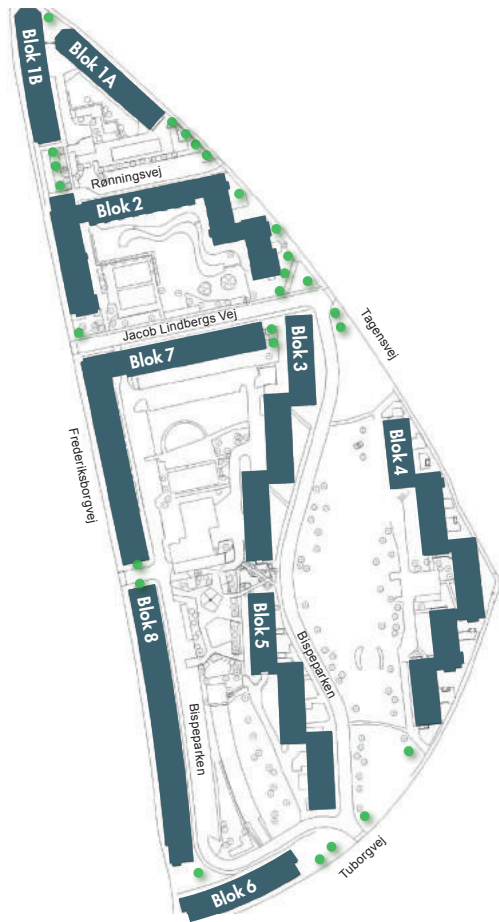 Blok 1B
Blok 1A
Rønningsvej
Blok 2
Jacob Lindbergs Vej
Tagensvej
Blok 7
Blok 3
Frederiksborgvej
Blok 4
Blok 8
Blok 5
Bispeparken
Bispeparken
Tuborgvej
Blok 6